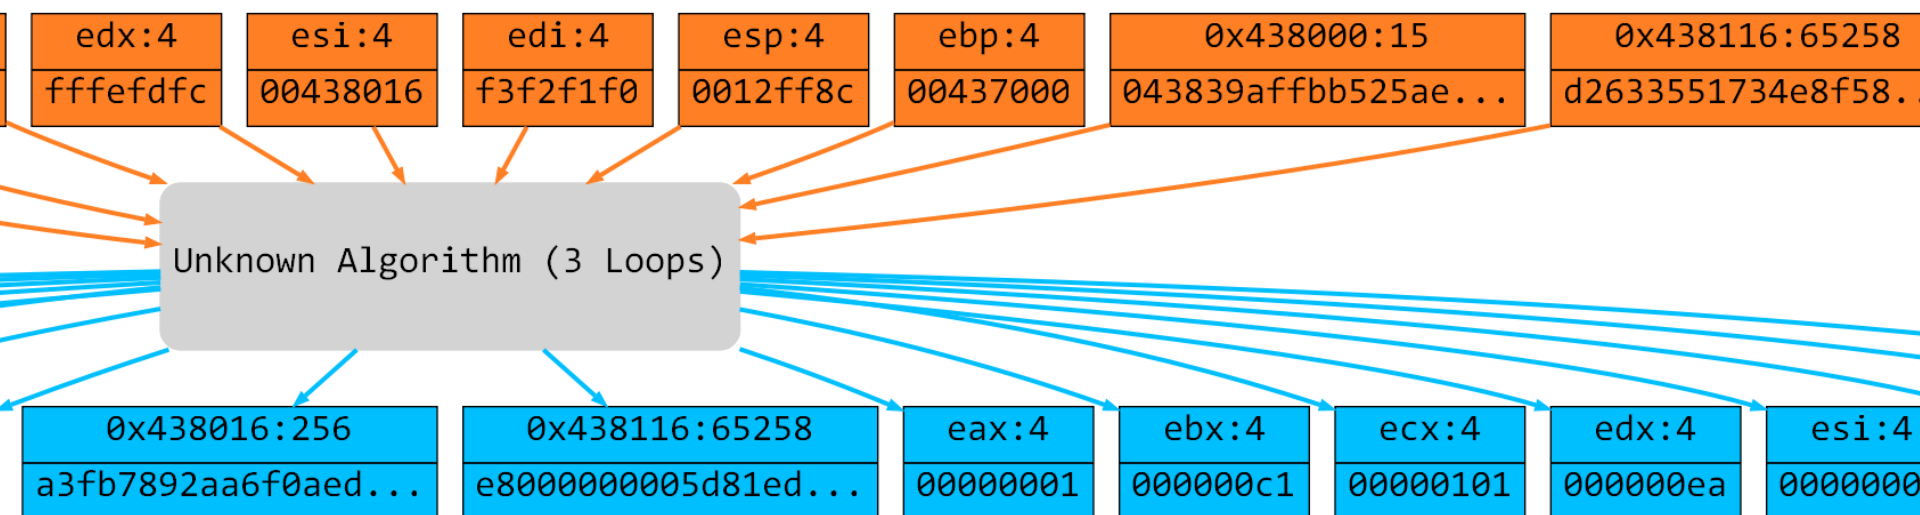 edx:4
fffefdfc
esi:4
00438016
edi:4
f3f2f1f0
esp:4
0012ff8c
ebp:4
00437000
0x438000:15
043839affbb525ae...
0x438116:65258
d2633551734e8f58..
Unknown Algorithm (3 Loops)
0x438016:256
a3fb7892aa6f0aed...
0x438116:65258
e8000000005d81ed...
eax:4
00000001
ebx:4
000000c1
ecx:4
00000101
edx:4
000000ea
esi:4
0000000